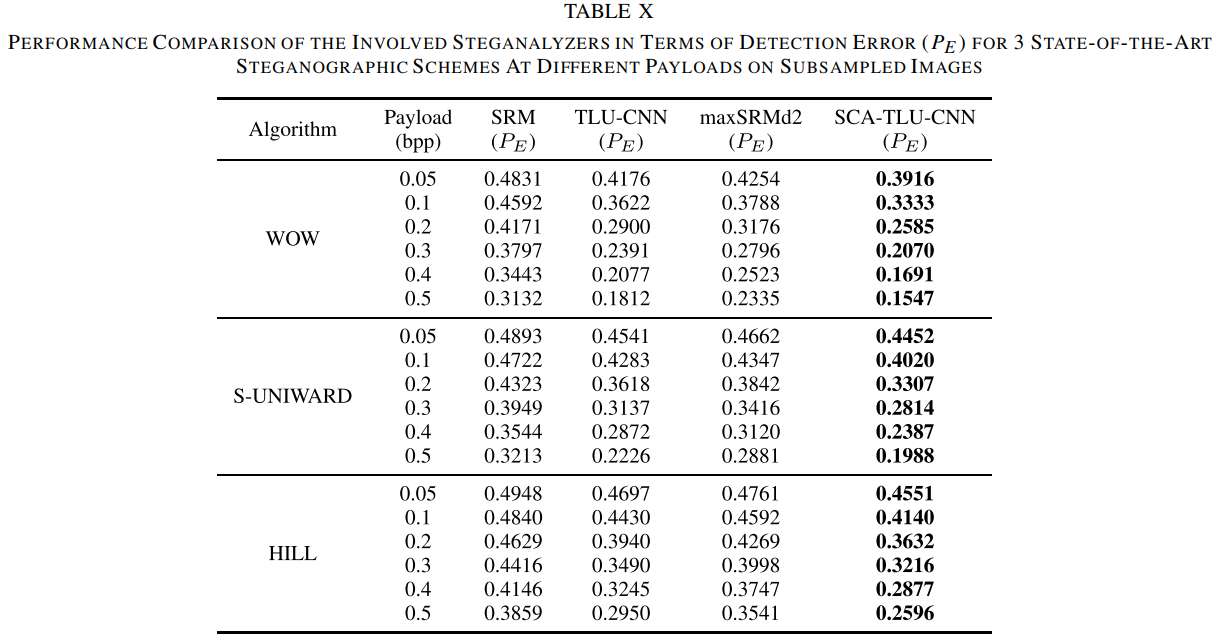 TABLE X
PERFORMANCE COMPARISON OF THE INVOLVED STEGANALYZERS IN TERMS OF DETECTION ERROR (P_E) FOR 3 STATE-OF-THE-ART
STEGANOGRAPHIC SCHEMES AT DIFFERENT PAYLOADS ON SUBSAMPLED IMAGES
Algorithm Payload (bpp) SRM (P_E) TLU-CNN (P_E) maxSRMd2 (P_E) SCA-TLU-CNN (P_E)
WOW
0.05 0.4831 0.4176 0.4254 0.3916
0.1 0.4592 0.3622 0.3788 0.3333
0.2 0.4171 0.2900 0.3176 0.2585
0.3 0.3797 0.2391 0.2796 0.2070
0.4 0.3443 0.2077 0.2523 0.1691
0.5 0.3132 0.1812 0.2335 0.1547
S-UNIWARD
0.05 0.4893 0.4541 0.4662 0.4452
0.1 0.4722 0.4283 0.4347 0.4020
0.2 0.4323 0.3618 0.3842 0.3307
0.3 0.3949 0.3137 0.3416 0.2814
0.4 0.3544 0.2872 0.3120 0.2387
0.5 0.3213 0.2226 0.2881 0.1988
HILL
0.05 0.4948 0.4697 0.4761 0.4551
0.1 0.4840 0.4430 0.4592 0.4140
0.2 0.4629 0.3940 0.4269 0.3632
0.3 0.4416 0.3490 0.3998 0.3216
0.4 0.4146 0.3245 0.3747 0.2877
0.5 0.3859 0.2950 0.3541 0.2596